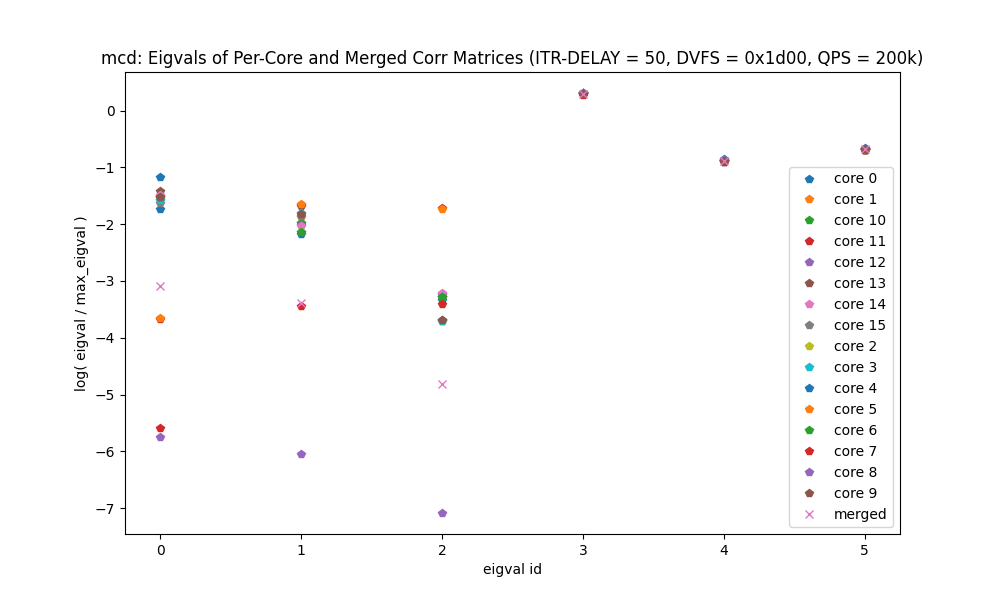 mcd: Eigvals of Per-Core and Merged Corr Matrices (ITR-DELAY = 50, DVFS = 0x1d00, QPS = 200k)
log( eigval / max_eigval )
0
−1
−2
−3
−4
−5
−6
−7
core 0
core 1
core 10
core 11
core 12
core 13
core 14
core 15
core 2
core 3
core 4
core 5
core 6
core 7
core 8
core 9
merged
0 1 2 3 4 5
eigval id